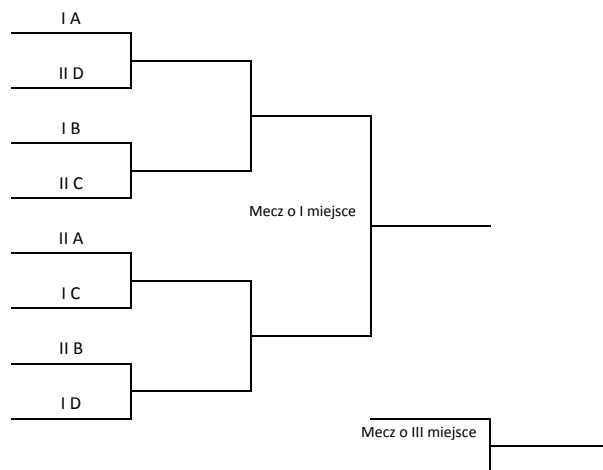 I A
II D
I B
II C
Mecz o I miejsce
II A
I C
II B
I D
Mecz o III miejsce